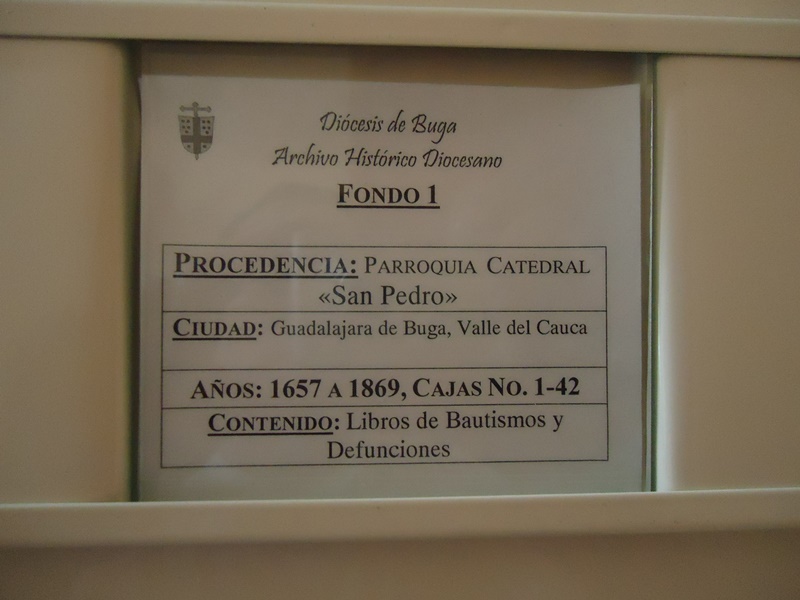 Diócesis de Buga
Archivo Histórico Diocesano
FONDO 1
PROCEDENCIA: PARROQUIA CATEDRAL
«San Pedro»
CIUDAD: Guadalajara de Buga, Valle del Cauca
AÑOS: 1657 A 1869, CAJAS NO. 1-42
CONTENIDO: Libros de Bautismos y
Defunciones